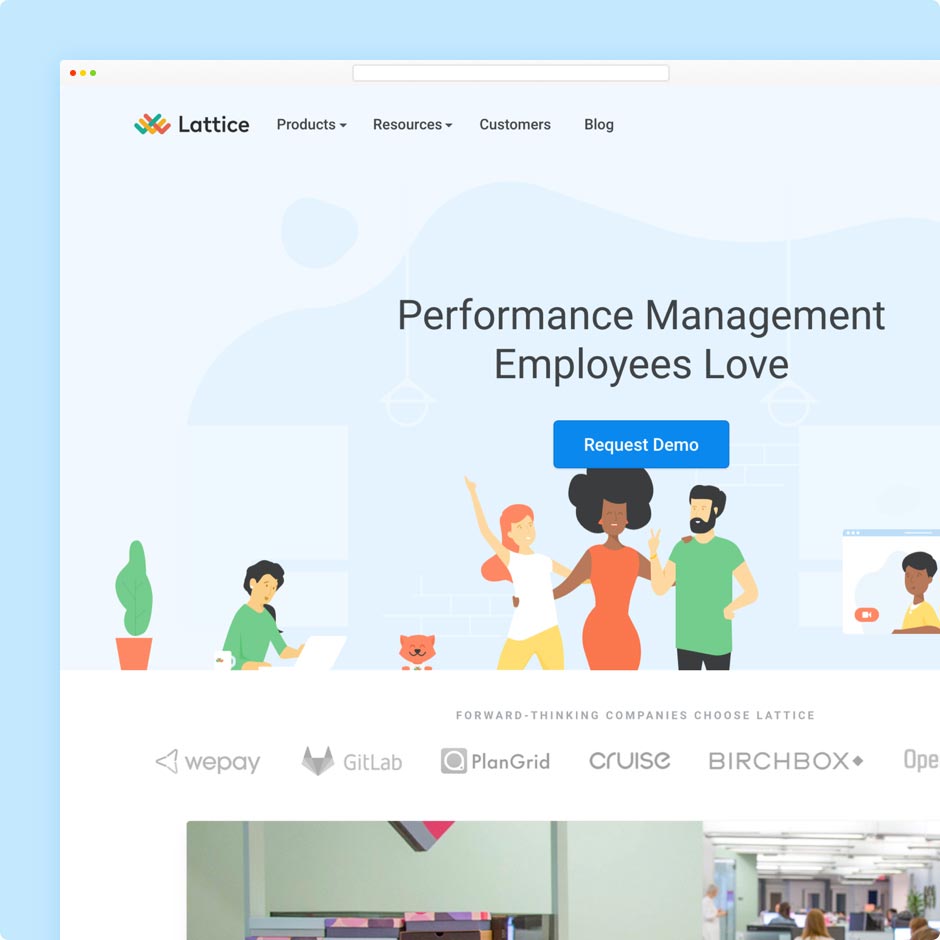 Lattice Products Resources Customers Blog
Performance Management
Employees Love
Request Demo
FORWARD-THINKING COMPANIES CHOOSE LATTICE
wepay GitLab PlanGrid cruise BIRCHBOX Ope